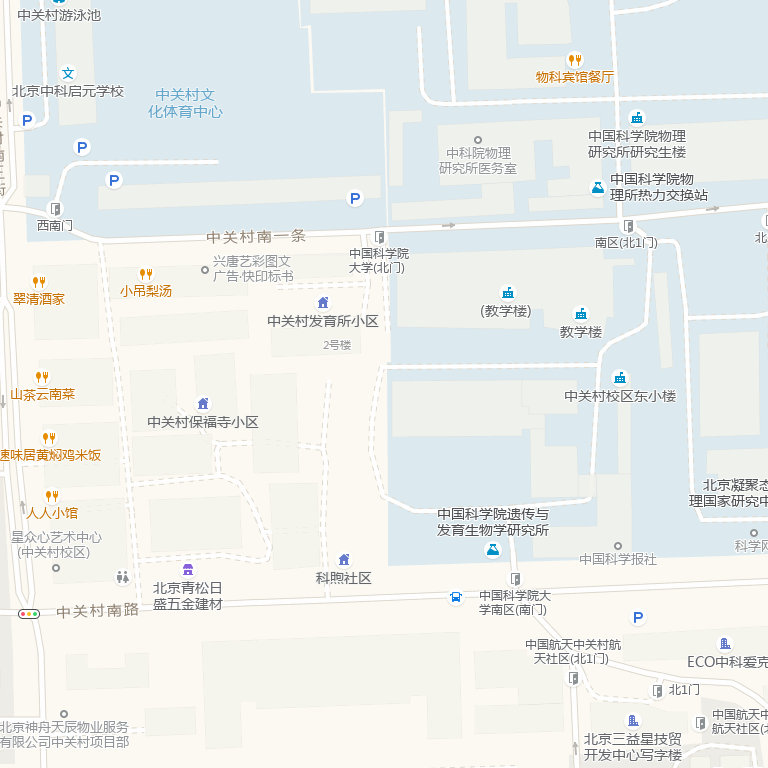 中关村游泳池
物科宾馆餐厅
北京中科启元学校
中关村文
化体育中心
中国科学院物理
研究所研究生楼
中科院物理
研究所医务室
中国科学院物
理所热力交换站
村南三街
西南门
中关村南一条
南区(北1门)
北
中国科学院
大学(北门)
兴唐艺彩图文
广告·快印标书
翠清酒家
小吊梨汤
中关村发育所小区
2号楼
(教学楼)
教学楼
山茶云南菜
中关村校区东小楼
中关村保福寺小区
速味居黄焖鸡米饭
北京凝聚态
理国家研究中
人人小馆
中国科学院遗传与
发育生物学研究所
星众心艺术中心
(中关村校区)
科学网
中国科学报社
科煦社区
北京青松日
盛五金建材
中关村南路
中国科学院大
学南区(南门)
中国航天中关村航
天社区(北1门)
ECO中科爱克
北1门
北京神舟天辰物业服务
有限公司中关村项目部
中国航天中
航天社区(北
北京三益星技贸
开发中心写字楼
P
P
P
P
P
文